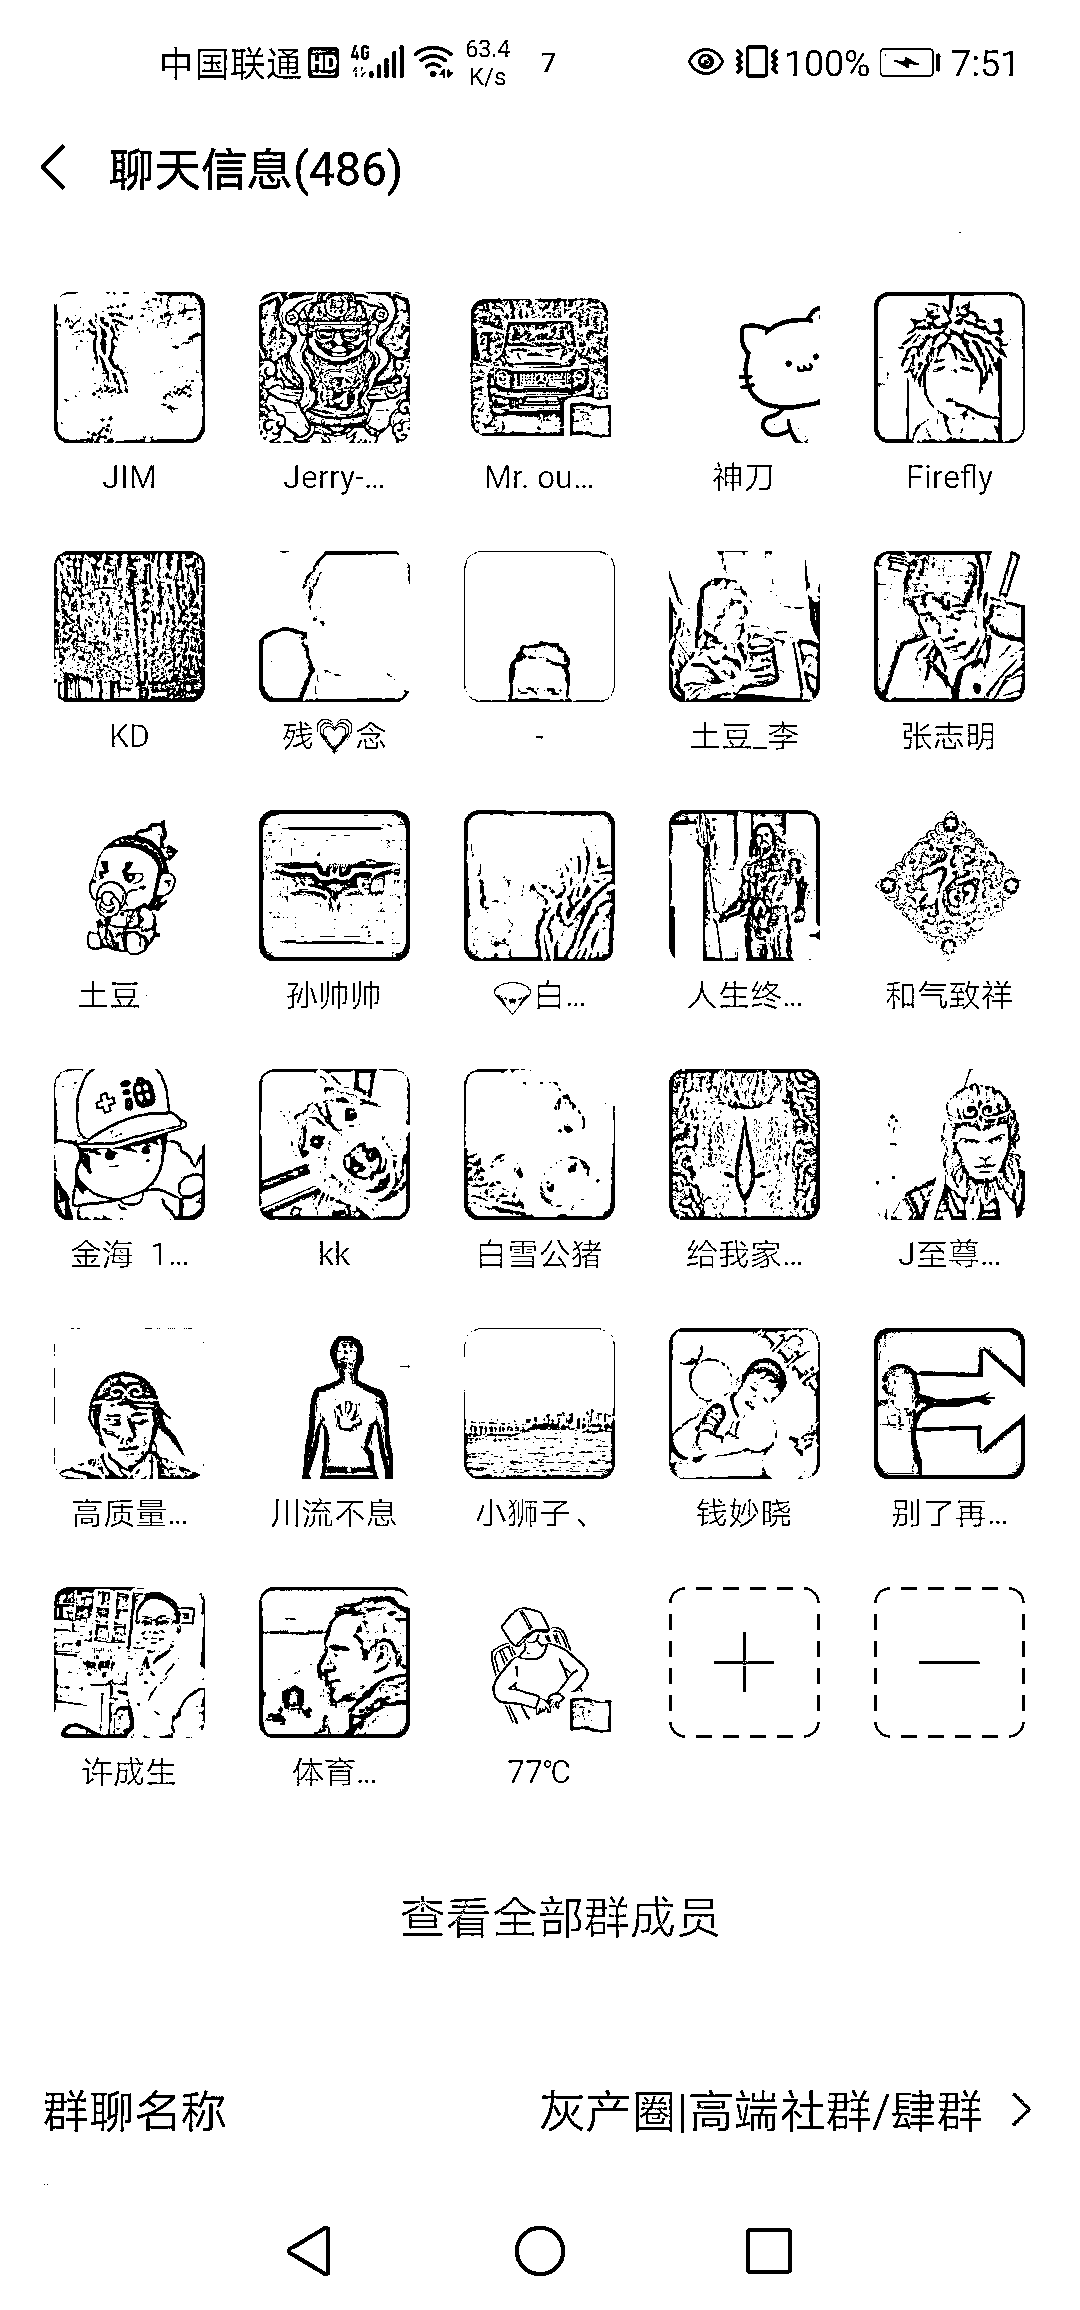 中国联通 HD 4G 63.4 K/s 7 100% 7:51
聊天信息(486)
JIM Jerry-... Mr. ou... 神刀 Firefly
KD 残♡念 - 土豆_李 张志明
土豆 孙帅帅 白... 人生终... 和气致祥
油
福
金海 1... kk 白雪公猪 给我家... J至尊...
高质量... 川流不息 小狮子、 钱妙晓 别了再...
许成生 体育... 77℃
查看全部群成员
群聊名称 灰产圈|高端社群/肆群